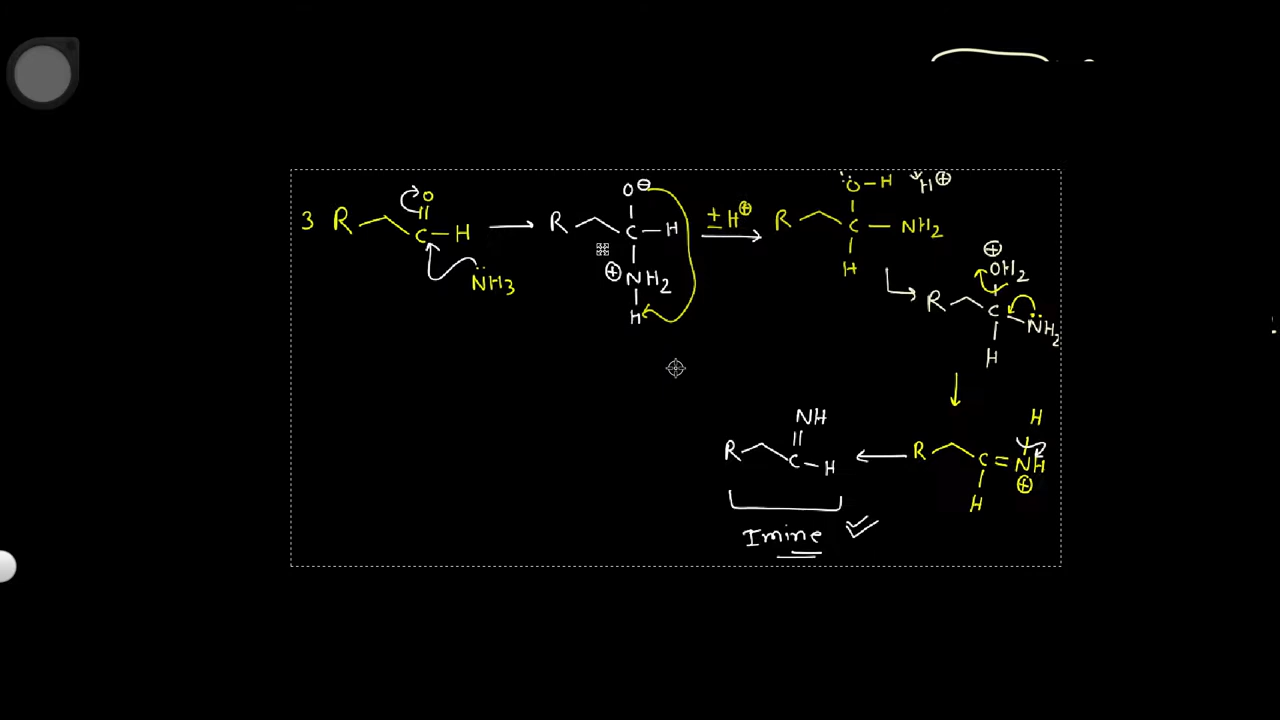 3 R C O H NH3
R O⊖ C H ⊕NH2 H
±H⊕
R :O-H H⊕ C NH2 H
R ⊕OH2 C NH2 H
R C=NH⊕ H H
R NH C H
Imine